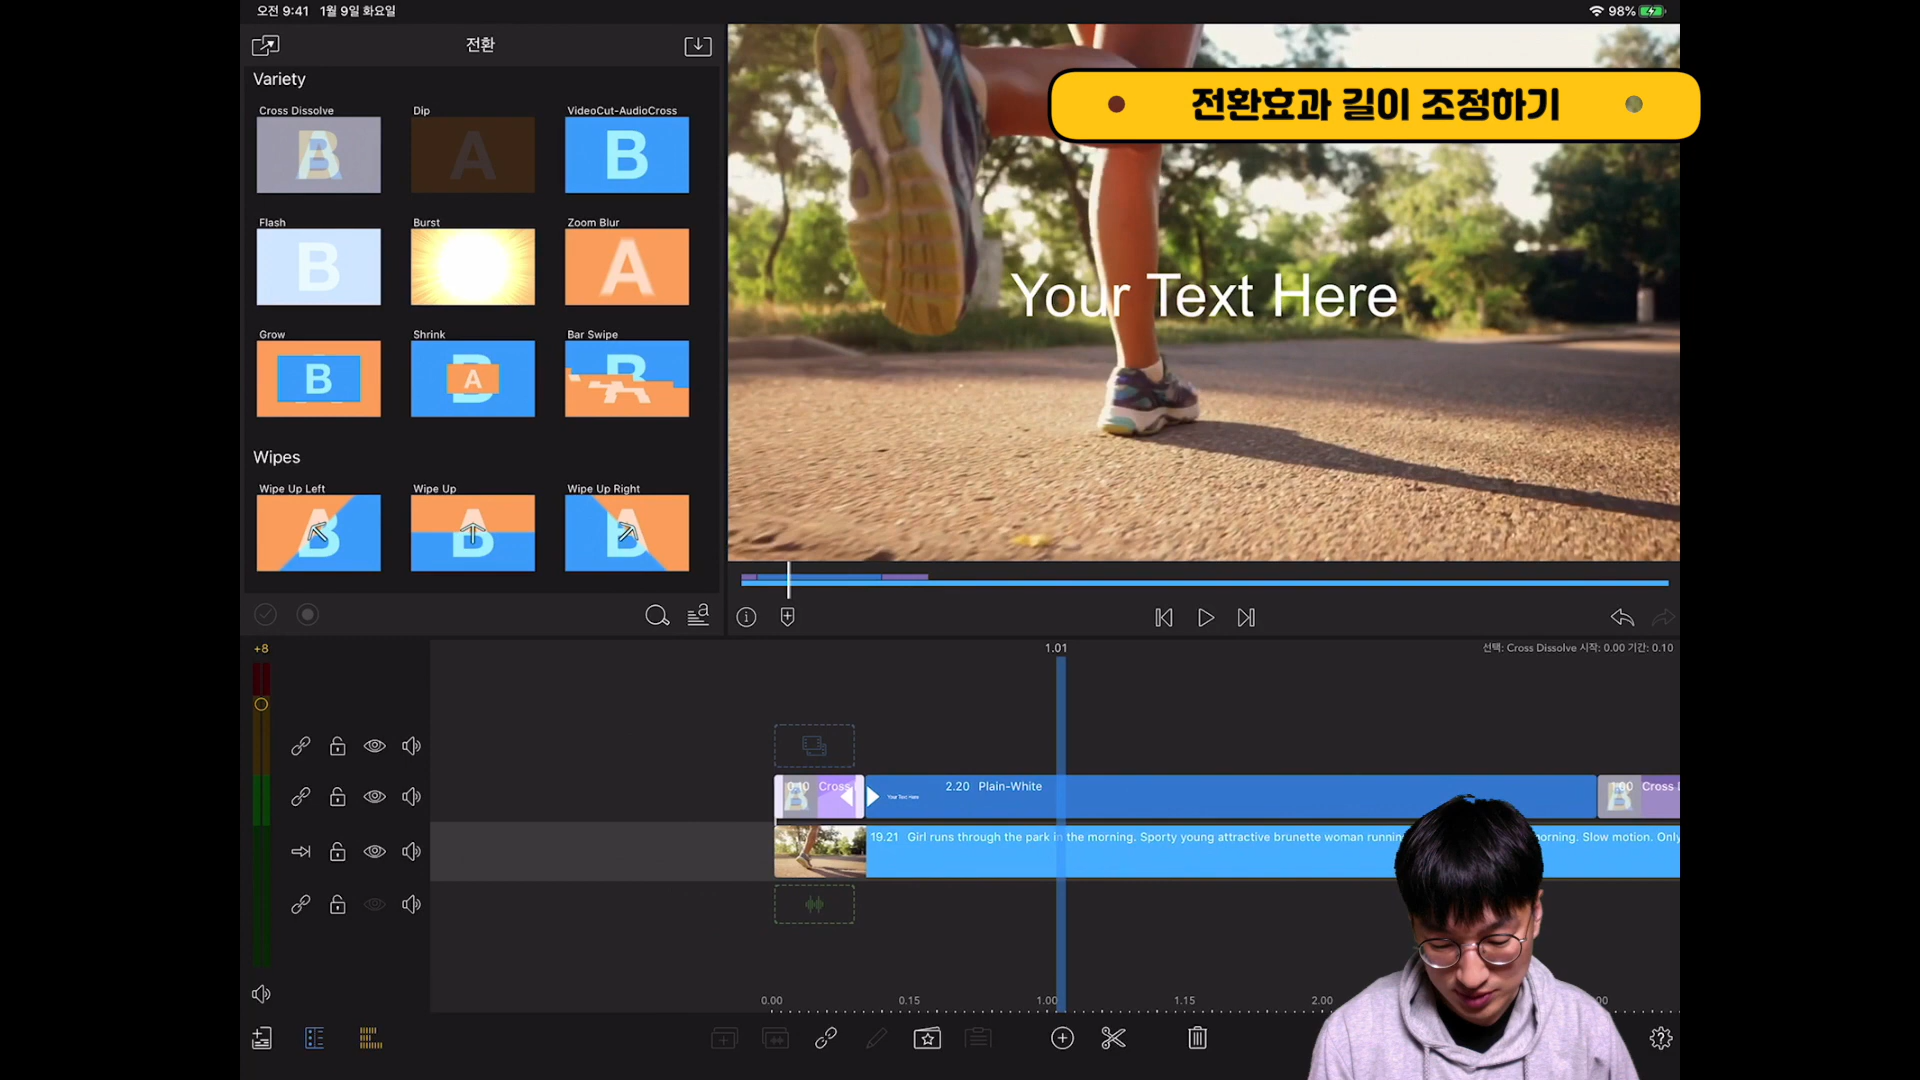 오전 9:41 1월 9일 화요일
98%
전환
Variety
Cross Dissolve
Dip
VideoCut-AudioCross
B
A
B
Flash
Burst
Zoom Blur
B
A
Grow
Shrink
Bar Swipe
B
A
Wipes
Wipe Up Left
Wipe Up
Wipe Up Right
전환효과 길이 조정하기
Your Text Here
+8
1.01
선택: Cross Dissolve 시작: 0.00 기간: 0.10
0.10 Cross
Your Text Here
2.20 Plain-White
1.00 Cross
19.21 Girl runs through the park in the morning. Sporty young attractive brunette woman
orning. Slow motion. Only
0.00
0.15
1.00
1.15
2.00